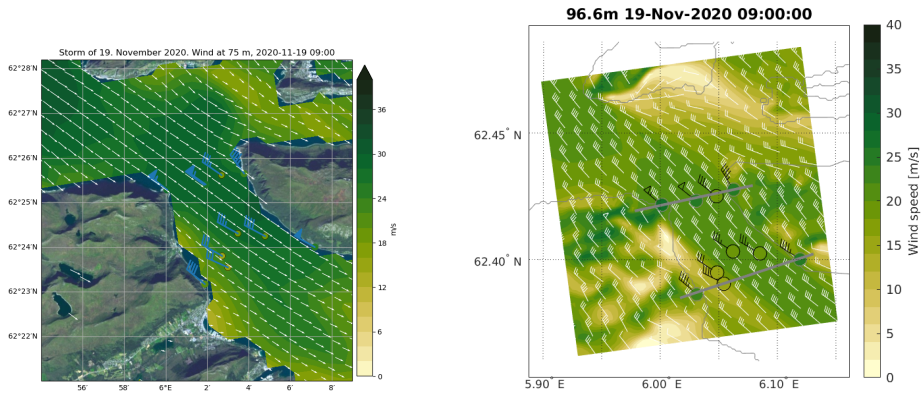 Storm of 19. November 2020. Wind at 75 m, 2020-11-19 09:00
62°28'N
62°27'N
62°26'N
62°25'N
62°24'N
62°23'N
62°22'N
56'
58'
6°E
2'
4'
6'
8'
36
30
24
18
12
6
0
m/s
96.6m 19-Nov-2020 09:00:00
62.45° N
62.40° N
5.90° E
6.00° E
6.10° E
40
35
30
25
20
15
10
5
0
Wind speed [m/s]